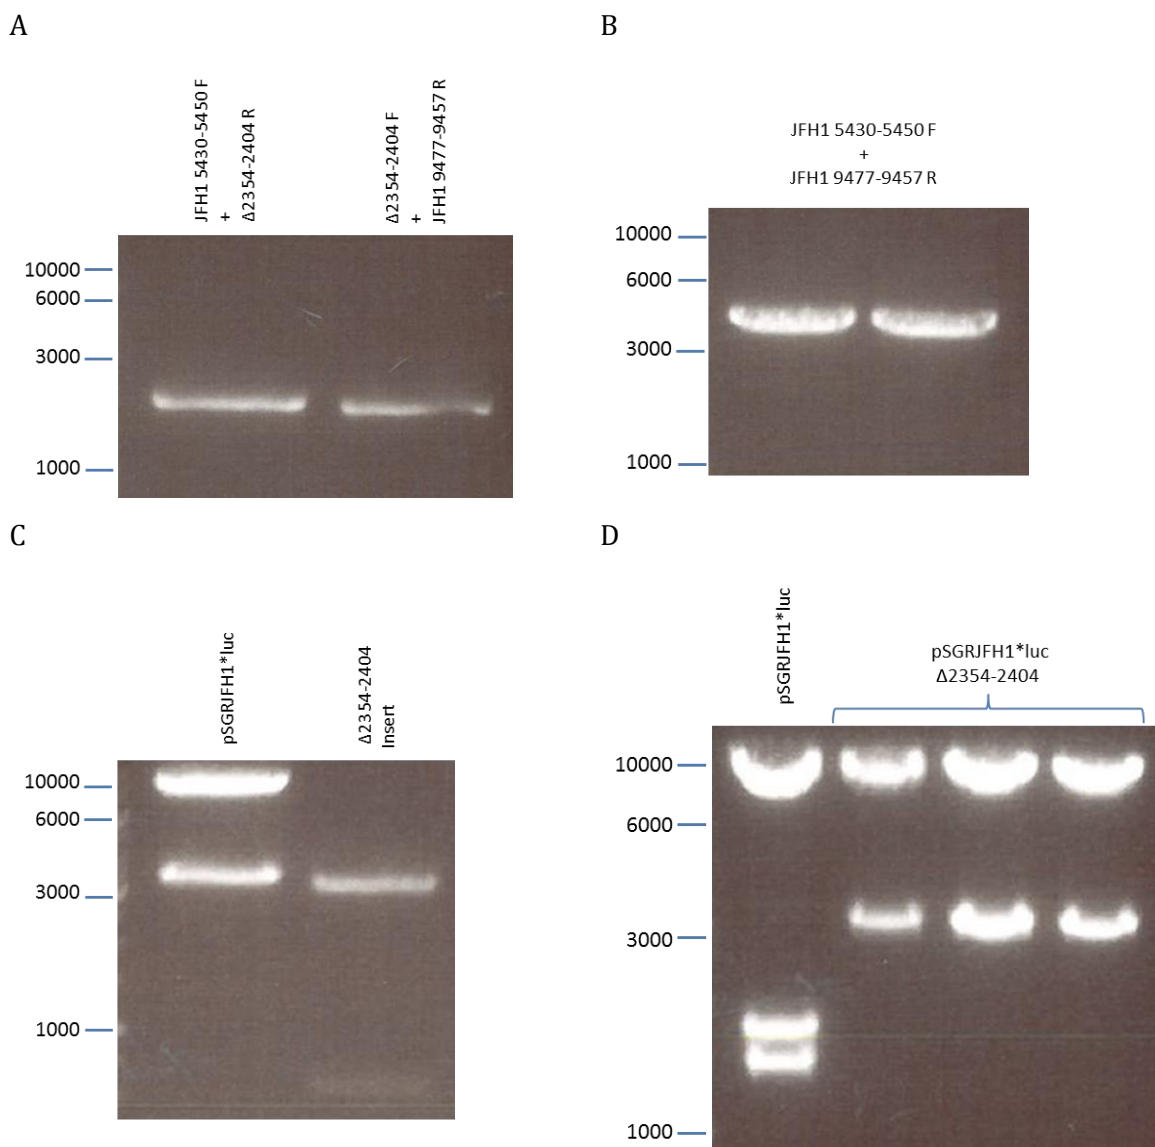 A
JFH1 5430-5450 F
+
Δ2354-2404 R
Δ2354-2404 F
+
JFH1 9477-9457 R
10000
6000
3000
1000
B
JFH1 5430-5450 F
+
JFH1 9477-9457 R
10000
6000
3000
1000
C
pSGRJFH1*luc
Δ2354-2404
Insert
10000
6000
3000
1000
D
pSGRJFH1*luc
pSGRJFH1*luc
Δ2354-2404
10000
6000
3000
1000